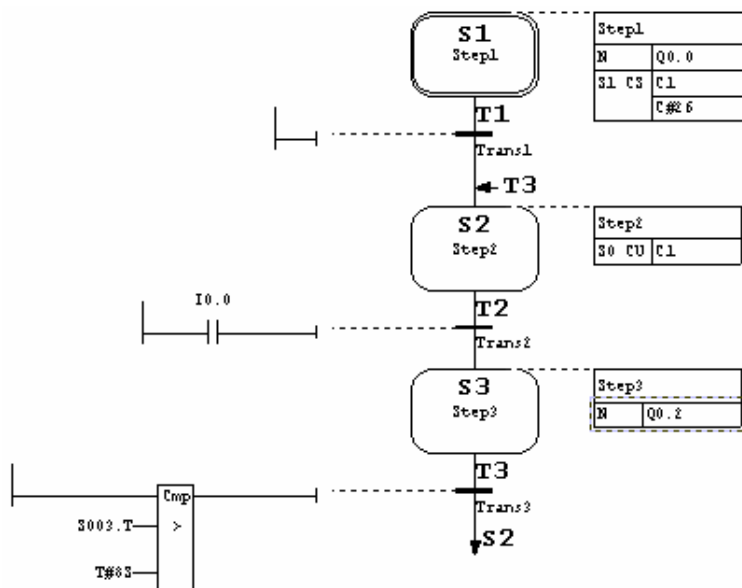 S1
Step1
Step1
N Q0.0
S1 CS C1
C#26
T1
Trans1
T3
S2
Step2
Step2
S0 CU C1
I0.0
T2
Trans2
S3
Step3
Step3
N Q0.2
T3
Cmp
Trans3
S003.T
>
S2
T#8S